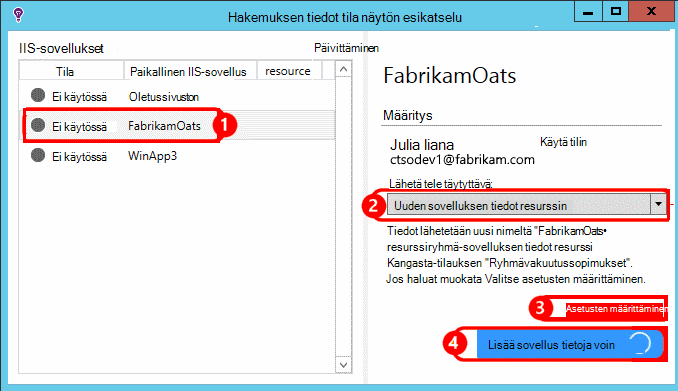 Hakemuksen tiedot tila näytön esikatselu
IIS-sovellukset
Päivittäminen
Tila
Paikallinen IIS-sovellus
resource
Ei käytössä
Oletussivuston
Ei käytössä
FabrikamOats
1
Ei käytössä
WinApp3
FabrikamOats
Määritys
Julia liana
Käytä tilin
ctsodev1@fabrikam.com
Lähetä tele täytyttävä:
2
Uuden sovelluksen tiedot resurssin
Tiedot lähetetään uusi nimeltä "FabrikamOats•
resurssiryhmä-sovelluksen tiedot resurssi
Kangasta-tilauksen "Ryhmävakuutussopimukset".
Jos haluat muokata Valitse asetusten määrittäminen.
3
Asetusten määrittäminen
4
Lisää sovellus tietoja voin